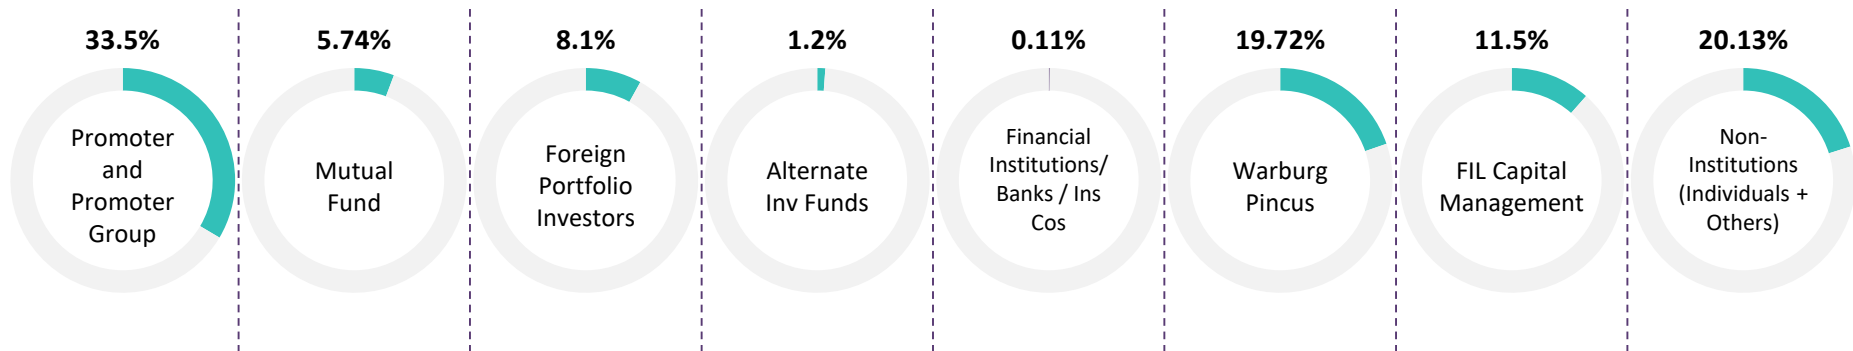 33.5%
Promoter
and
Promoter
Group
5.74%
Mutual
Fund
8.1%
Foreign
Portfolio
Investors
1.2%
Alternate
Inv Funds
0.11%
Financial
Institutions/
Banks / Ins
Cos
19.72%
Warburg
Pincus
11.5%
FIL Capital
Management
20.13%
Non-
Institutions
(Individuals +
Others)